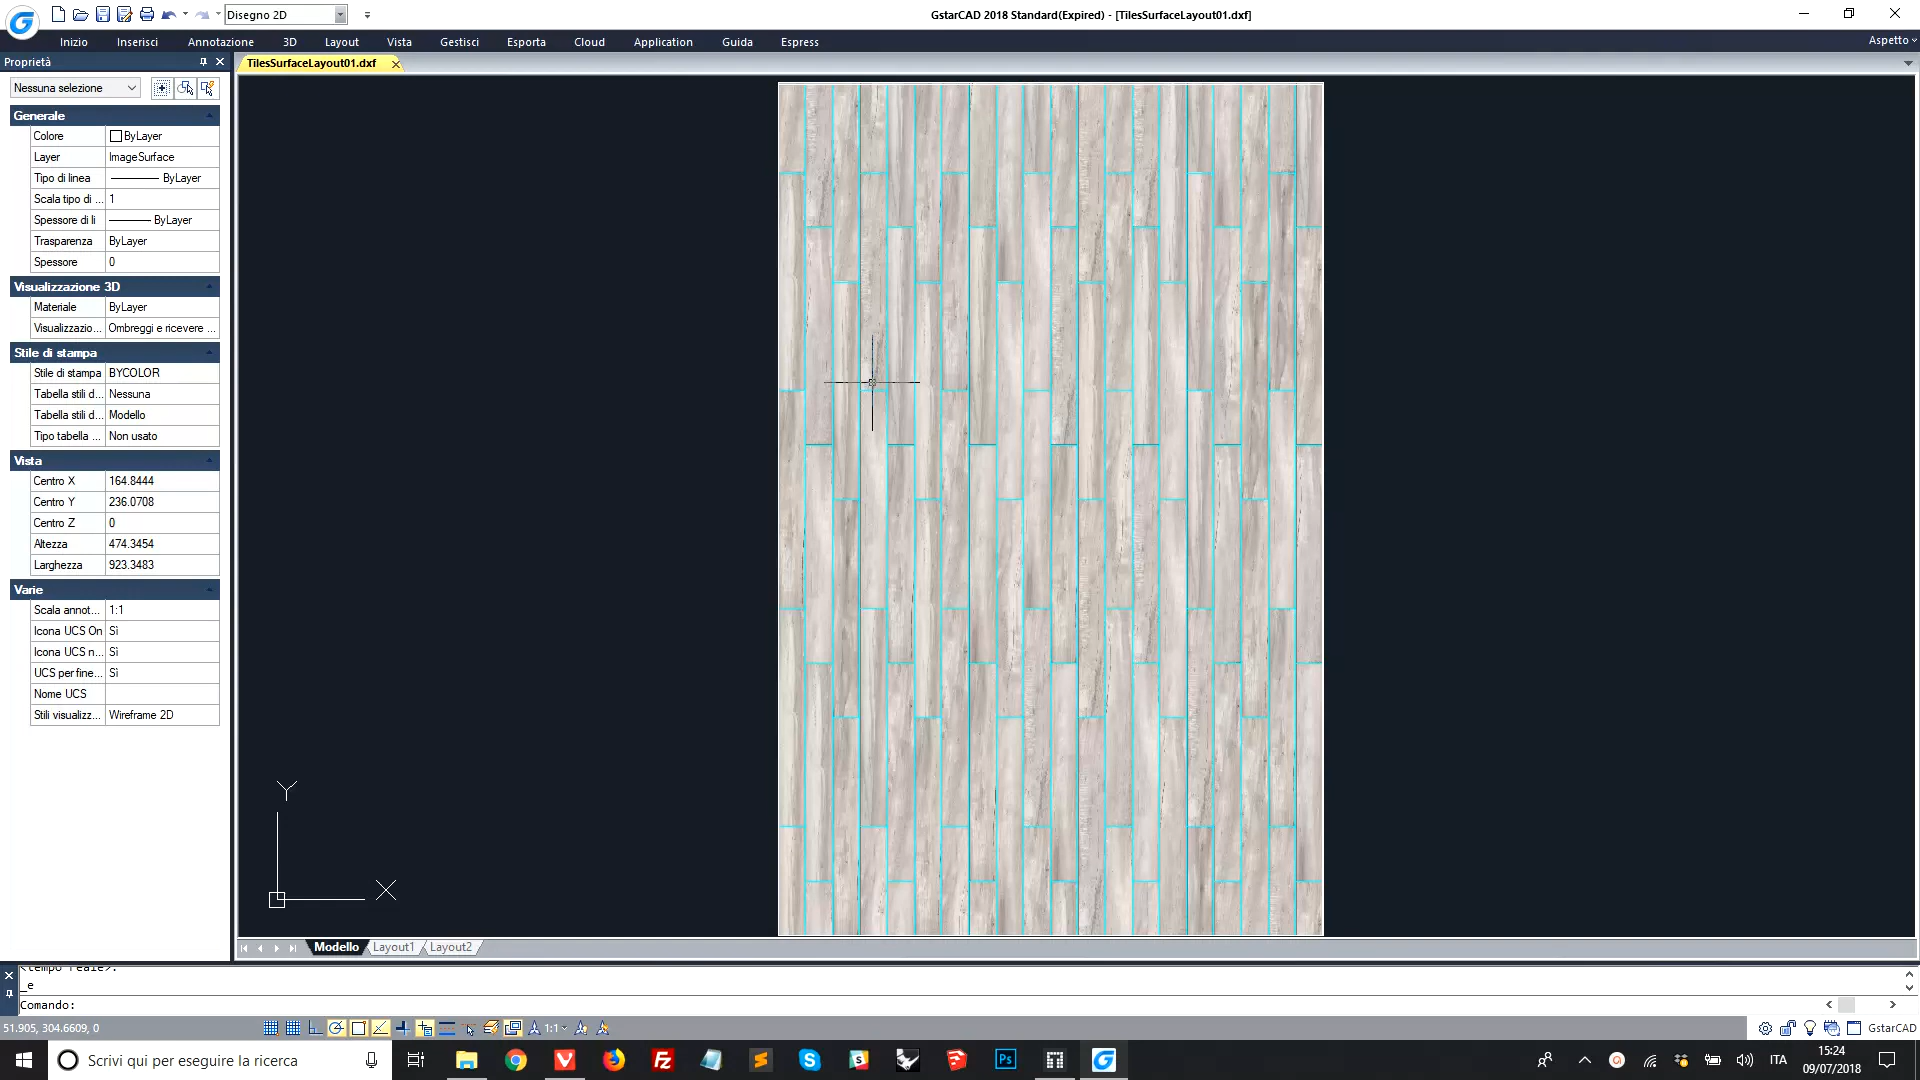 Disegno 2D
GstarCAD 2018 Standard(Expired) - [TilesSurfaceLayout01.dxf]
Inizio Inserisci Annotazione 3D Layout Vista Gestisci Esporta Cloud Application Guida Express Aspetto
Proprietà
TilesSurfaceLayout01.dxf
Nessuna selezione
Generale
Colore ByLayer
Layer ImageSurface
Tipo di linea ByLayer
Scala tipo di ... 1
Spessore di li ByLayer
Trasparenza ByLayer
Spessore 0
Visualizzazione 3D
Materiale ByLayer
Visualizzazio... Ombreggi e ricevere ...
Stile di stampa
Stile di stampa BYCOLOR
Tabella stili d... Nessuna
Tabella stili d... Modello
Tipo tabella ... Non usato
Vista
Centro X 164.8444
Centro Y 236.0708
Centro Z 0
Altezza 474.3454
Larghezza 923.3483
Varie
Scala annot... 1:1
Icona UCS On Sì
Icona UCS n... Sì
UCS per fine... Sì
Nome UCS
Stili visualizz... Wireframe 2D
Y
X
Modello Layout1 Layout2
<tempo reale>:
_e
Comando:
51.905, 304.6609, 0
1:1
GstarCAD
Scrivi qui per eseguire la ricerca
ITA
15:24
09/07/2018